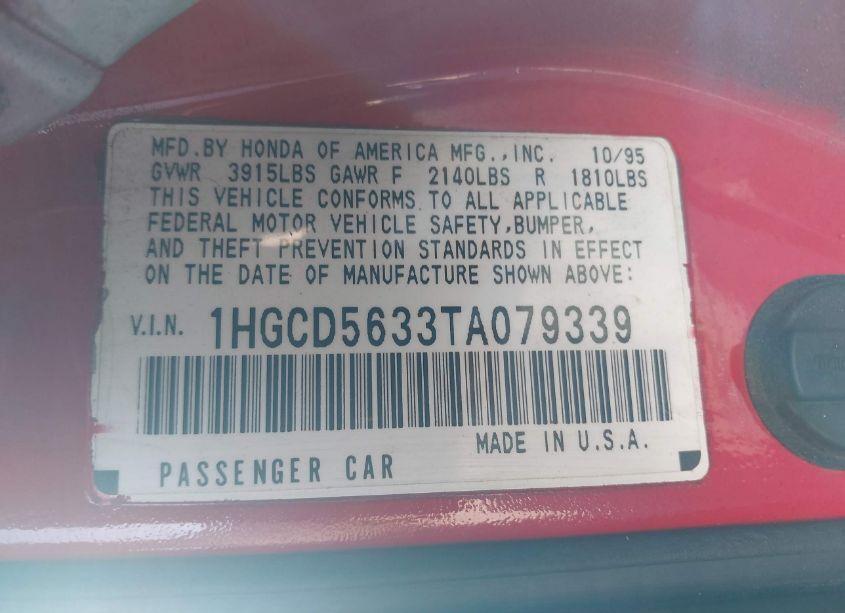 MFD.BY HONDA OF AMERICA MFG.,INC. 10/95
GVWR 3915LBS GAWR F 2140LBS R 1810LBS
THIS VEHICLE CONFORMS TO ALL APPLICABLE
FEDERAL MOTOR VEHICLE SAFETY,BUMPER,
AND THEFT PREVENTION STANDARDS IN EFFECT
ON THE DATE OF MANUFACTURE SHOWN ABOVE:
V.I.N. 1HGCD5633TA079339
MADE IN U.S.A.
PASSENGER CAR